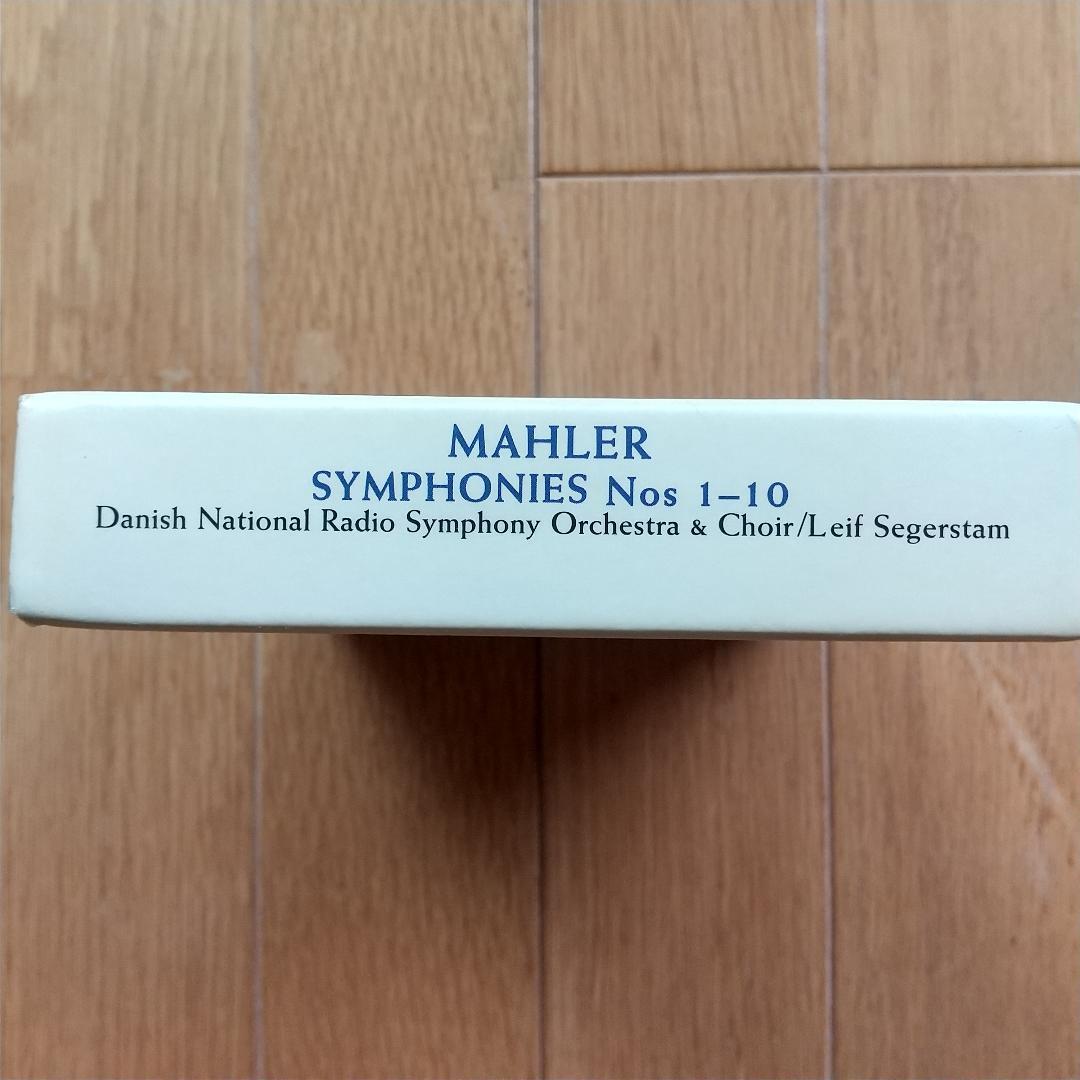 MAHLER
SYMPHONIES Nos 1–10
Danish National Radio Symphony Orchestra & Choir/Leif Segerstam